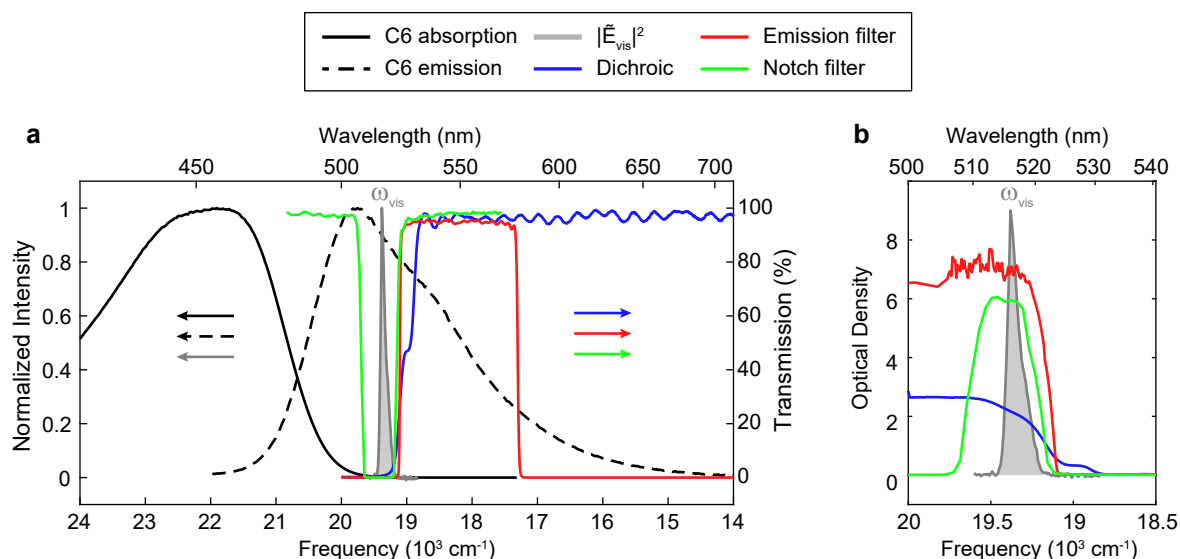 C6 absorption |Ẽvis|² Emission filter
C6 emission Dichroic Notch filter
a
Wavelength (nm)
450 500 550 600 650 700
ωvis
Normalized Intensity
1
0.8
0.6
0.4
0.2
0
Transmission (%)
100
80
60
40
20
0
24 23 22 21 20 19 18 17 16 15 14
Frequency (10³ cm⁻¹)
b
Wavelength (nm)
500 510 520 530 540
ωvis
Optical Density
8
6
4
2
0
20 19.5 19 18.5
Frequency (10³ cm⁻¹)